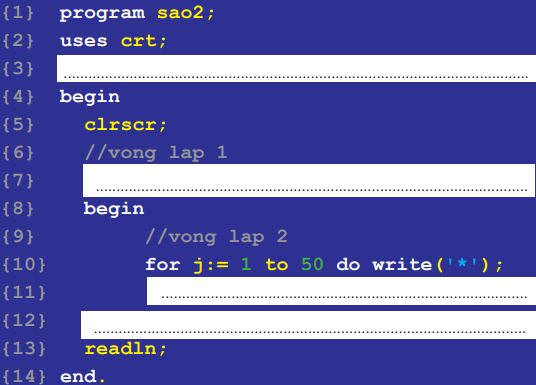 {1} program sao2;
{2} uses crt;
{3} ....................................................................................................
{4} begin
{5} clrscr;
{6} //vong lap 1
{7} ....................................................................................................
{8} begin
{9} //vong lap 2
{10} for j:= 1 to 50 do write('*');
{11} ....................................................................................................
{12} ....................................................................................................
{13} readln;
{14} end.